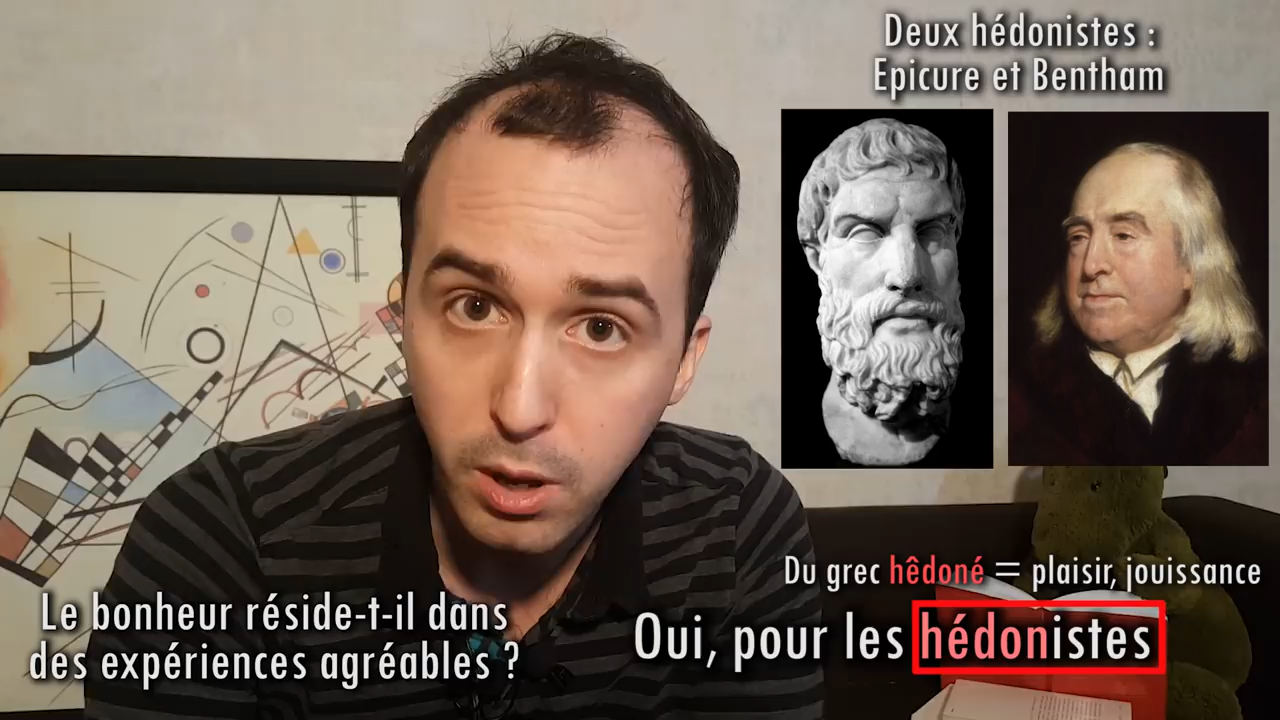 Deux hédonistes :
Epicure et Bentham
Du grec hêdoné = plaisir, jouissance
Le bonheur réside-t-il dans
des expériences agréables ?
Oui, pour les hédonistes